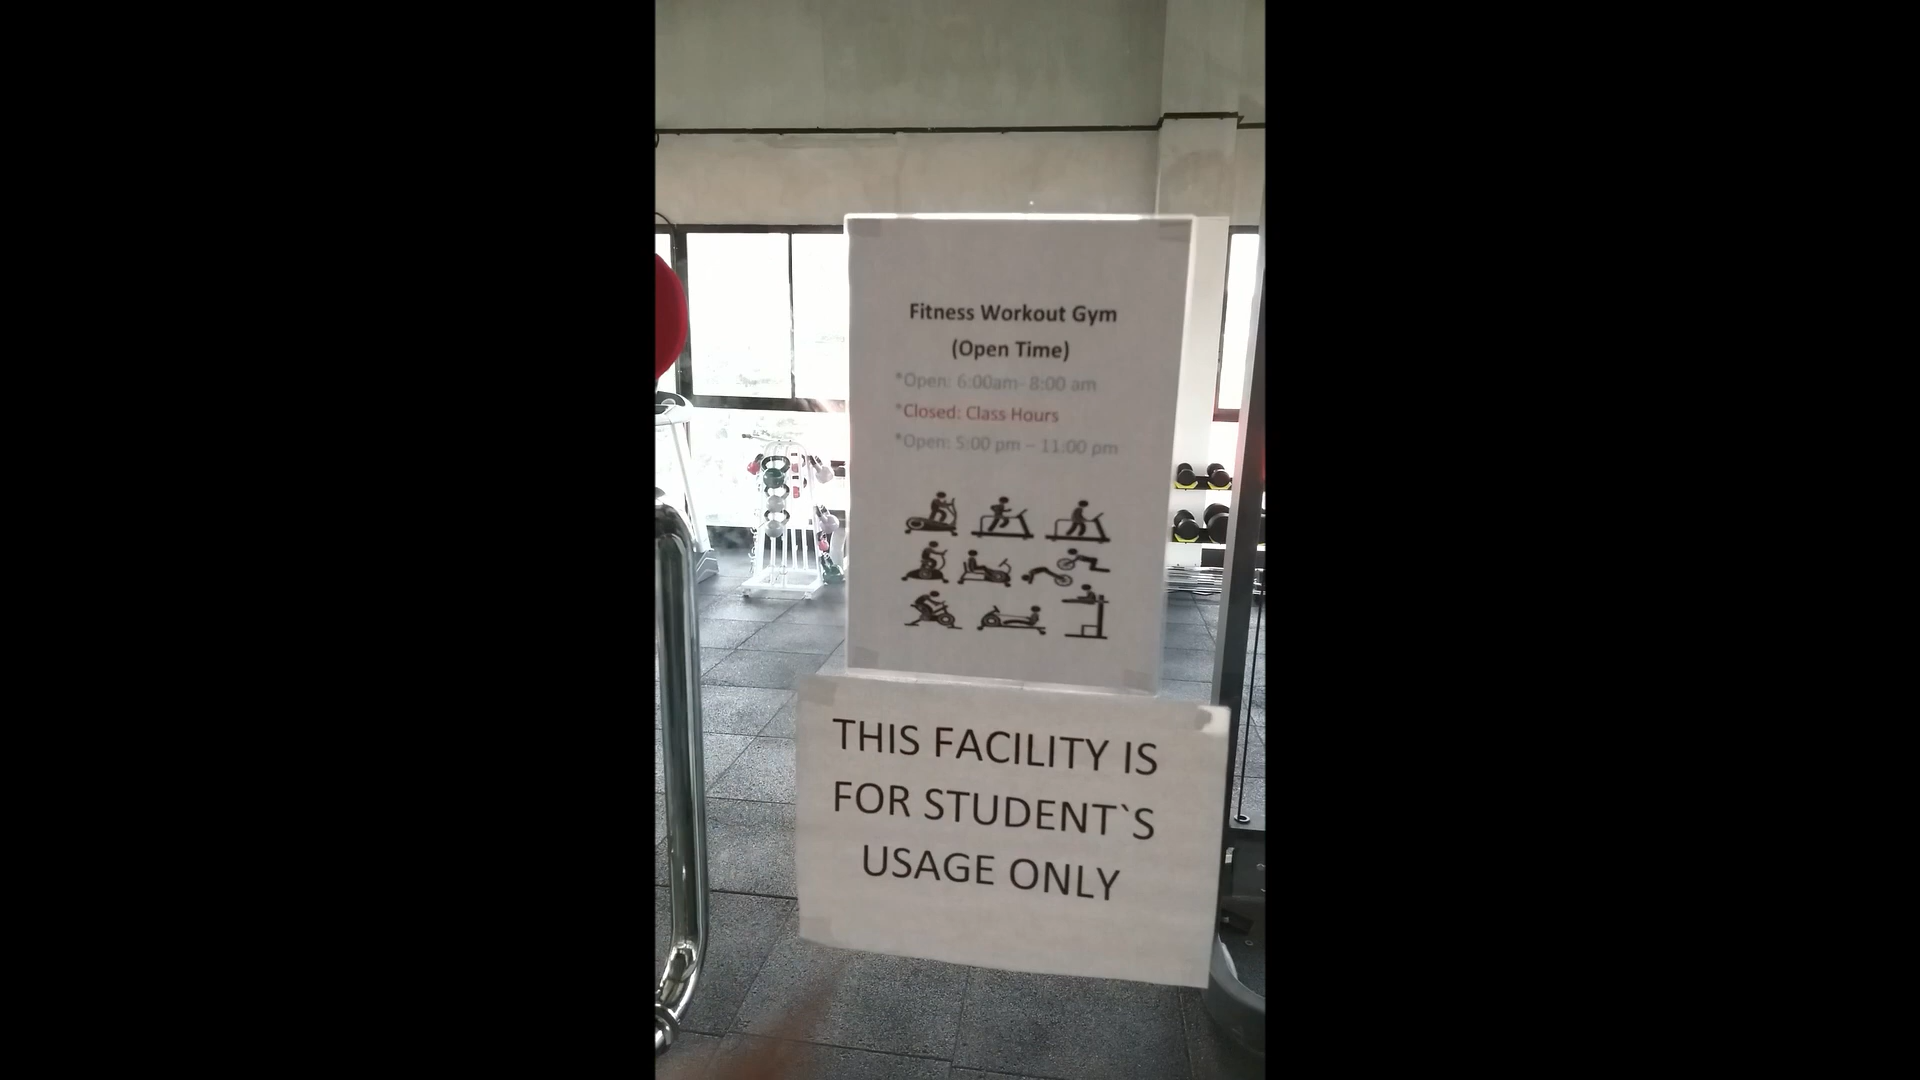 Fitness Workout Gym
(Open Time)
*Open: 6:00am- 8:00 am
*Closed: Class Hours
*Open: 5:00 pm – 11:00 pm
THIS FACILITY IS
FOR STUDENT`S
USAGE ONLY